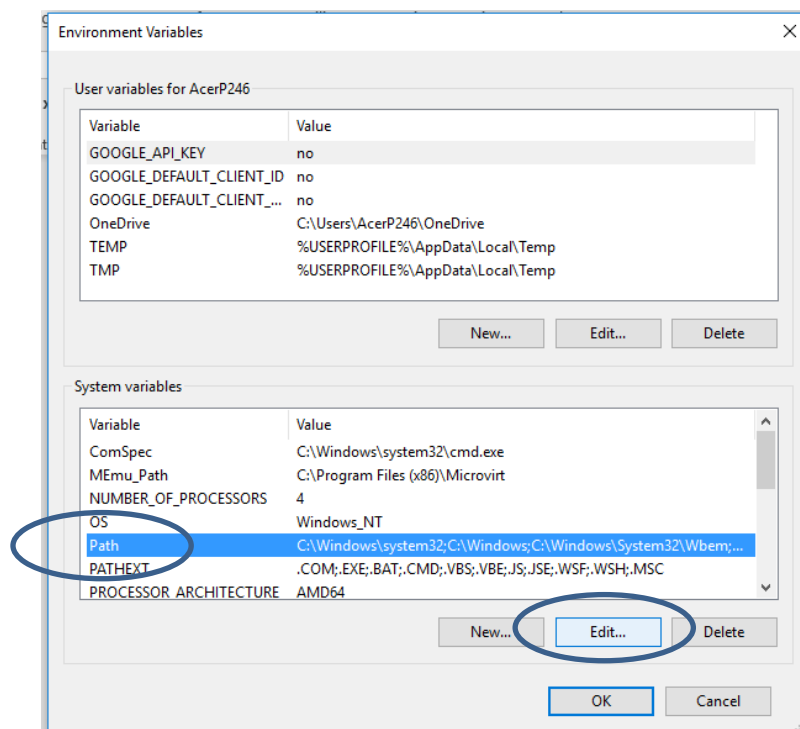 Environment Variables
User variables for AcerP246
Variable Value
GOOGLE_API_KEY no
GOOGLE_DEFAULT_CLIENT_ID no
GOOGLE_DEFAULT_CLIENT_... no
OneDrive C:\Users\AcerP246\OneDrive
TEMP %USERPROFILE%\AppData\Local\Temp
TMP %USERPROFILE%\AppData\Local\Temp
New... Edit... Delete
System variables
Variable Value
ComSpec C:\Windows\system32\cmd.exe
MEmu_Path C:\Program Files (x86)\Microvirt
NUMBER_OF_PROCESSORS 4
OS Windows_NT
Path C:\Windows\system32;C:\Windows;C:\Windows\System32\Wbem;...
PATHEXT .COM;.EXE;.BAT;.CMD;.VBS;.VBE;.JS;.JSE;.WSF;.WSH;.MSC
PROCESSOR_ARCHITECTURE AMD64
New... Edit... Delete
OK Cancel